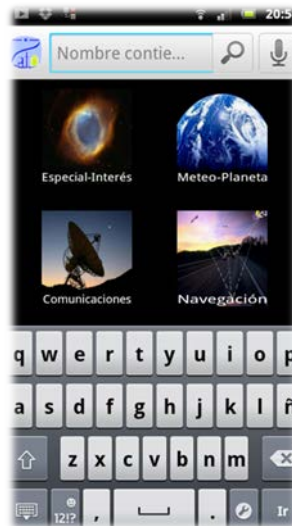 20:5
Nombre contie...
Especial-Interés Meteo-Planeta
Comunicaciones Navegación
q w e r t y u i o p
a s d f g h j k l ñ
z x c v b n m
12!? , . Ir